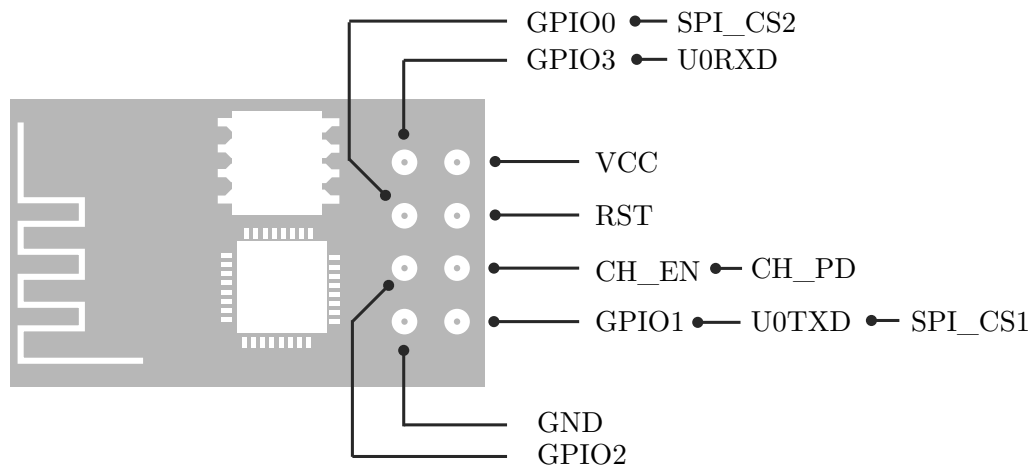 GPIO0 SPI_CS2
GPIO3 U0RXD
VCC
RST
CH_EN CH_PD
GPIO1 U0TXD SPI_CS1
GND
GPIO2